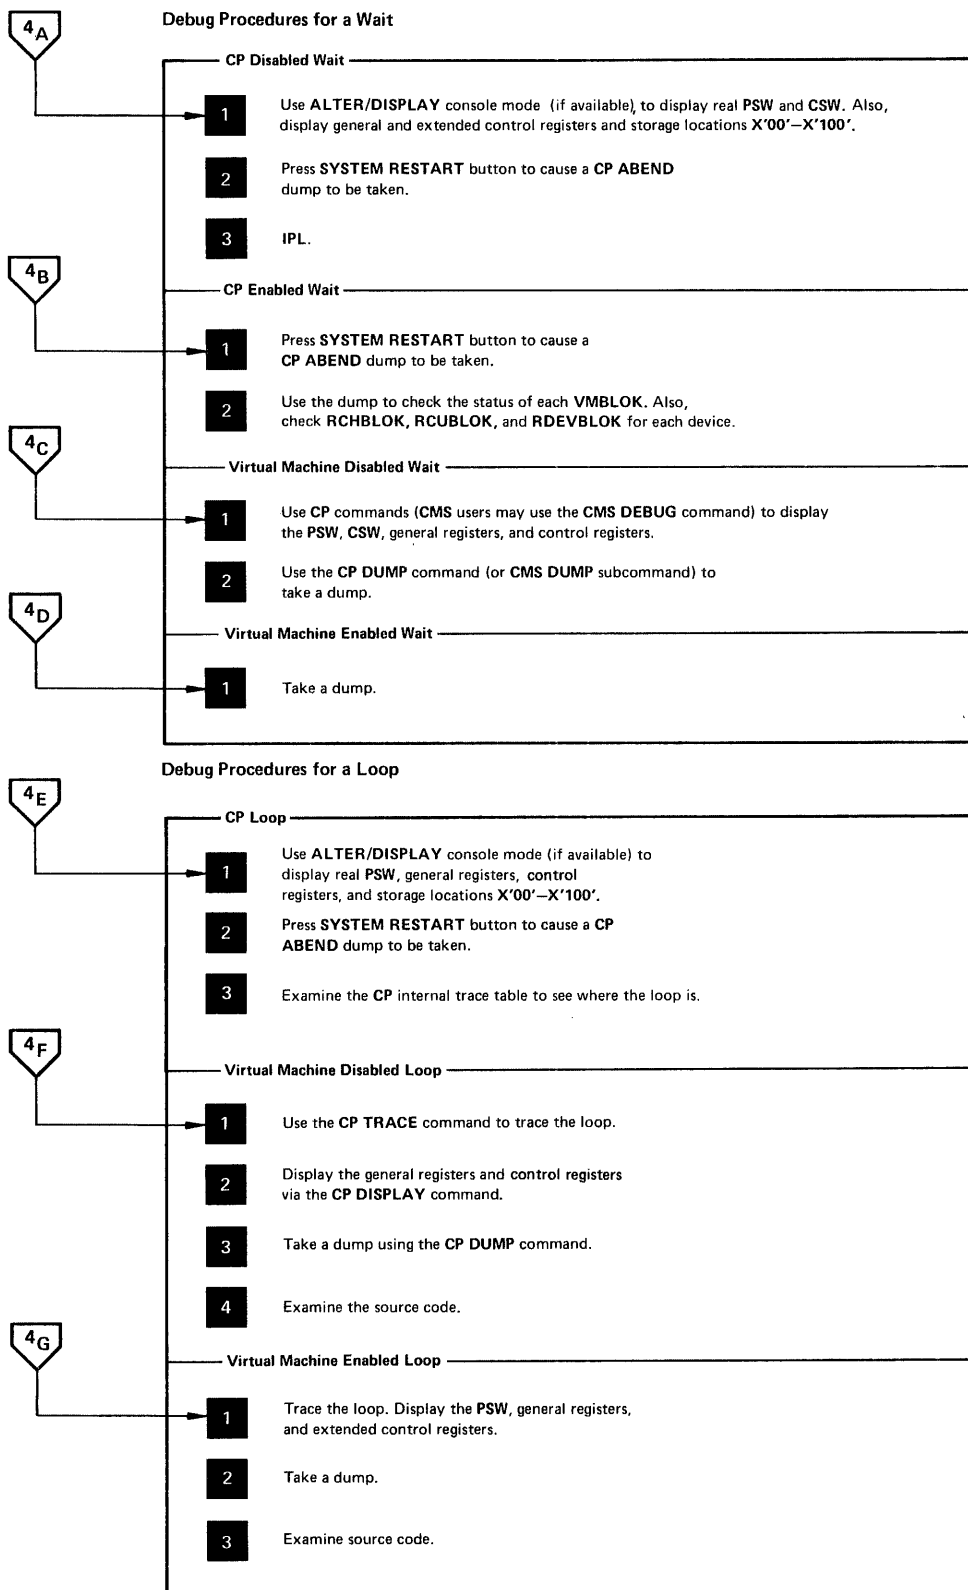 4A
Debug Procedures for a Wait
CP Disabled Wait
1
Use ALTER/DISPLAY console mode (if available), to display real PSW and CSW. Also,
display general and extended control registers and storage locations X'00'—X'100'.
2
Press SYSTEM RESTART button to cause a CP ABEND
dump to be taken.
3
IPL.
4B
CP Enabled Wait
1
Press SYSTEM RESTART button to cause a
CP ABEND dump to be taken.
2
Use the dump to check the status of each VMBLOK. Also,
check RCHBLOK, RCUBLOK, and RDEVBLOK for each device.
4C
Virtual Machine Disabled Wait
1
Use CP commands (CMS users may use the CMS DEBUG command) to display
the PSW, CSW, general registers, and control registers.
2
Use the CP DUMP command (or CMS DUMP subcommand) to
take a dump.
4D
Virtual Machine Enabled Wait
1
Take a dump.
Debug Procedures for a Loop
4E
CP Loop
1
Use ALTER/DISPLAY console mode (if available) to
display real PSW, general registers, control
registers, and storage locations X'00'—X'100'.
2
Press SYSTEM RESTART button to cause a CP
ABEND dump to be taken.
3
Examine the CP internal trace table to see where the loop is.
4F
Virtual Machine Disabled Loop
1
Use the CP TRACE command to trace the loop.
2
Display the general registers and control registers
via the CP DISPLAY command.
3
Take a dump using the CP DUMP command.
4
Examine the source code.
4G
Virtual Machine Enabled Loop
1
Trace the loop. Display the PSW, general registers,
and extended control registers.
2
Take a dump.
3
Examine source code.